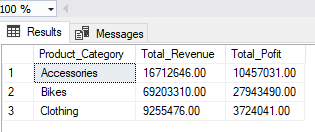 100 %
Results Messages
Product_Category Total_Revenue Total_Pofit
1 Accessories 16712646.00 10457031.00
2 Bikes 69203310.00 27943490.00
3 Clothing 9255476.00 3724041.00